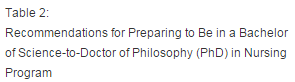 Table 2:
Recommendations for Preparing to Be in a Bachelor
of Science-to-Doctor of Philosophy (PhD) in Nursing
Program